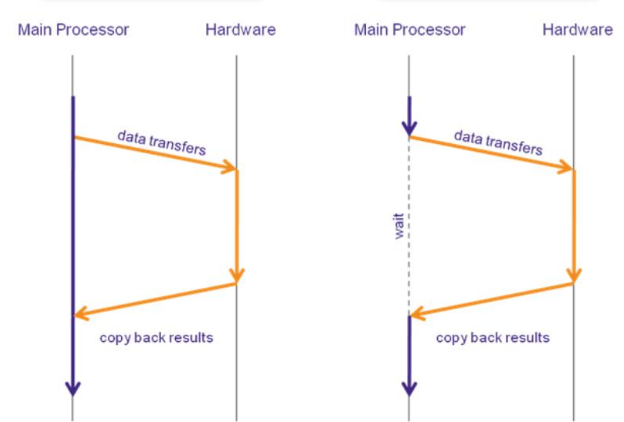 Main Processor
Hardware
data transfers
copy back results
Main Processor
Hardware
data transfers
wait
copy back results